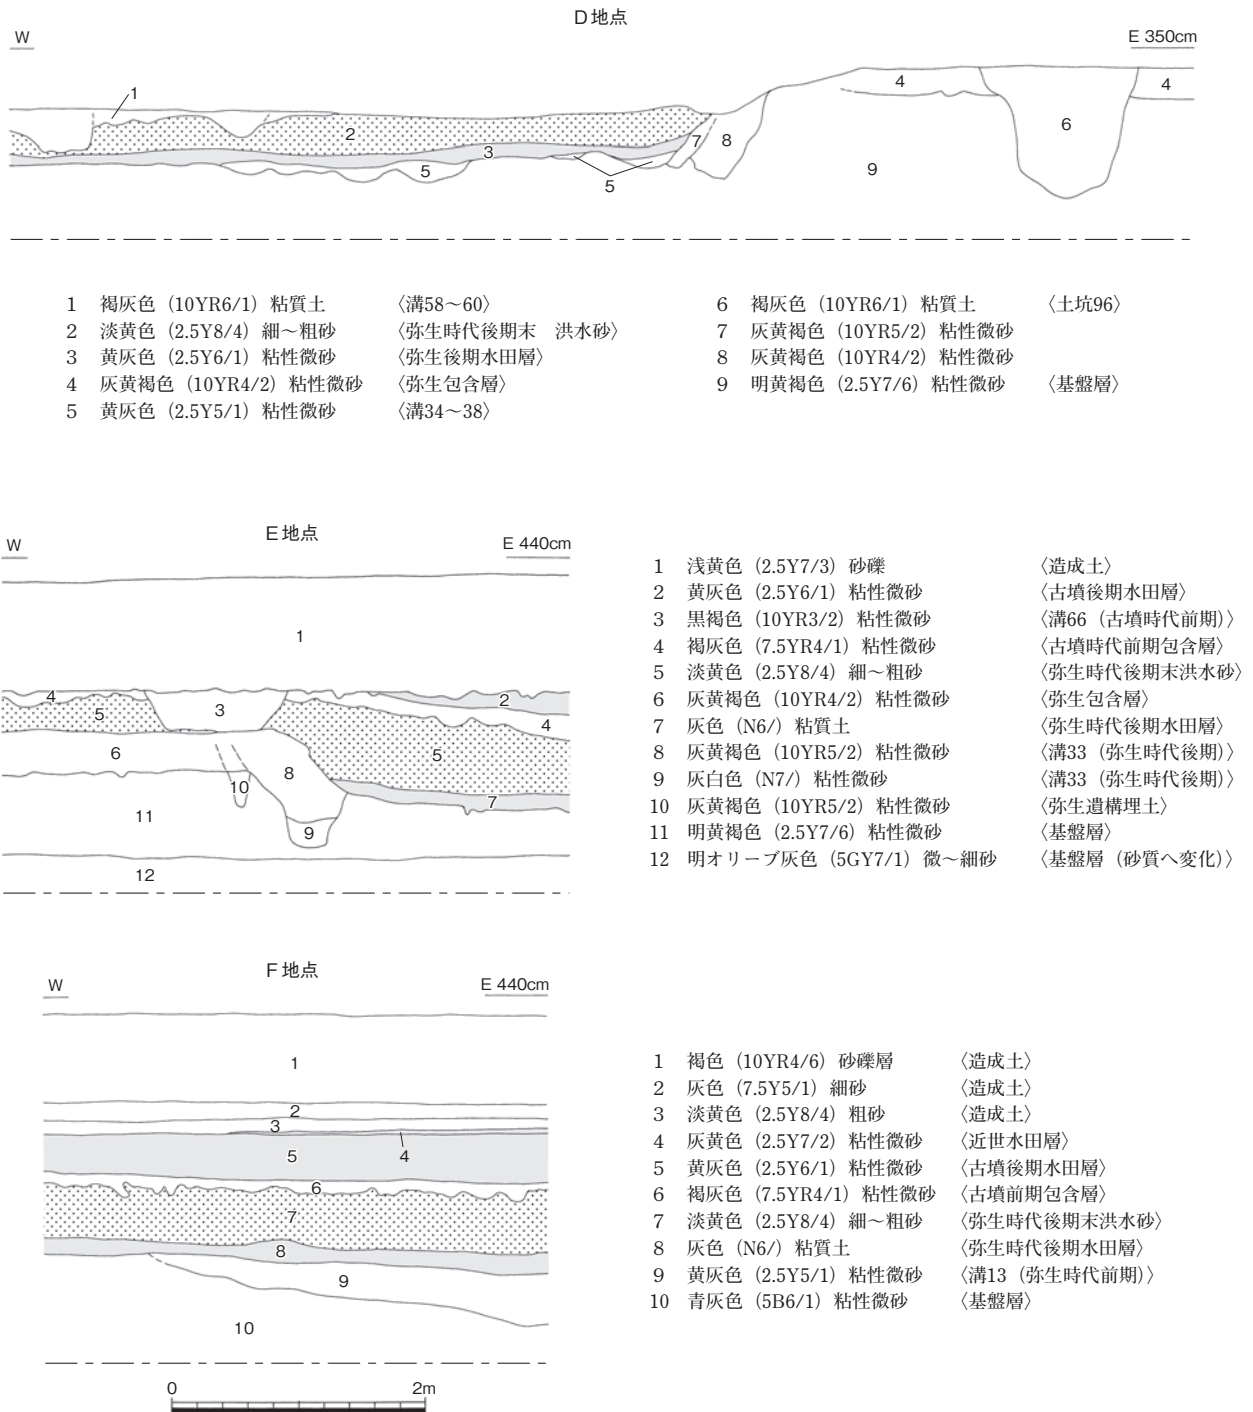 D地点
W
E 350cm
1
2
3
4
4
5
5
6
7
8
9
1 褐灰色（10YR6/1）粘質土 〈溝58～60〉
2 淡黄色（2.5Y8/4）細～粗砂 〈弥生時代後期末 洪水砂〉
3 黄灰色（2.5Y6/1）粘性微砂 〈弥生後期水田層〉
4 灰黄褐色（10YR4/2）粘性微砂 〈弥生包含層〉
5 黄灰色（2.5Y5/1）粘性微砂 〈溝34～38〉
6 褐灰色（10YR6/1）粘質土 〈土坑96〉
7 灰黄褐色（10YR5/2）粘性微砂
8 灰黄褐色（10YR4/2）粘性微砂
9 明黄褐色（2.5Y7/6）粘性微砂 〈基盤層〉
E地点
W
E 440cm
1
4
5
3
2
4
5
6
8
10
7
11
9
12
1 浅黄色（2.5Y7/3）砂礫 〈造成土〉
2 黄灰色（2.5Y6/1）粘性微砂 〈古墳後期水田層〉
3 黒褐色（10YR3/2）粘性微砂 〈溝66（古墳時代前期）〉
4 褐灰色（7.5YR4/1）粘性微砂 〈古墳時代前期包含層〉
5 淡黄色（2.5Y8/4）細～粗砂 〈弥生時代後期末洪水砂〉
6 灰黄褐色（10YR4/2）粘性微砂 〈弥生包含層〉
7 灰色（N6/）粘質土 〈弥生時代後期水田層〉
8 灰黄褐色（10YR5/2）粘性微砂 〈溝33（弥生時代後期）〉
9 灰白色（N7/）粘性微砂 〈溝33（弥生時代後期）〉
10 灰黄褐色（10YR5/2）粘性微砂 〈弥生遺構埋土〉
11 明黄褐色（2.5Y7/6）粘性微砂 〈基盤層〉
12 明オリーブ灰色（5GY7/1）微～細砂 〈基盤層（砂質へ変化）〉
F地点
W
E 440cm
1
2
3
5
4
6
7
8
9
10
1 褐色（10YR4/6）砂礫層 〈造成土〉
2 灰色（7.5Y5/1）細砂 〈造成土〉
3 淡黄色（2.5Y8/4）粗砂 〈造成土〉
4 灰黄色（2.5Y7/2）粘性微砂 〈近世水田層〉
5 黄灰色（2.5Y6/1）粘性微砂 〈古墳後期水田層〉
6 褐灰色（7.5YR4/1）粘性微砂 〈古墳前期包含層〉
7 淡黄色（2.5Y8/4）細～粗砂 〈弥生時代後期末洪水砂〉
8 灰色（N6/）粘質土 〈弥生時代後期水田層〉
9 黄灰色（2.5Y5/1）粘性微砂 〈溝13（弥生時代前期）〉
10 青灰色（5B6/1）粘性微砂 〈基盤層〉
0 2m